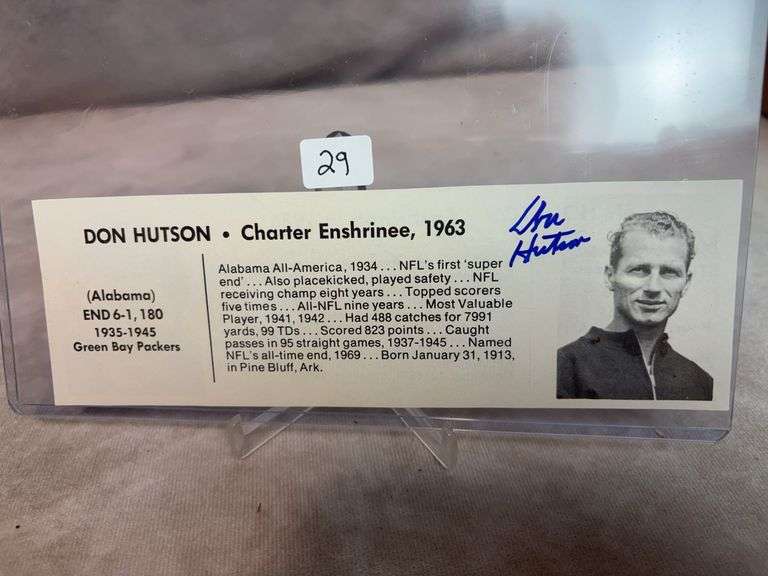 29
DON HUTSON • Charter Enshrinee, 1963
Don
Hutson
(Alabama)
END 6-1, 180
1935-1945
Green Bay Packers
Alabama All-America, 1934 . . . NFL's first 'super
end' . . . Also placekicked, played safety . . . NFL
receiving champ eight years . . . Topped scorers
five times . . . All-NFL nine years . . . Most Valuable
Player, 1941, 1942 . . . Had 488 catches for 7991
yards, 99 TDs . . . Scored 823 points . . . Caught
passes in 95 straight games, 1937-1945 . . . Named
NFL's all-time end, 1969 . . . Born January 31, 1913,
in Pine Bluff, Ark.